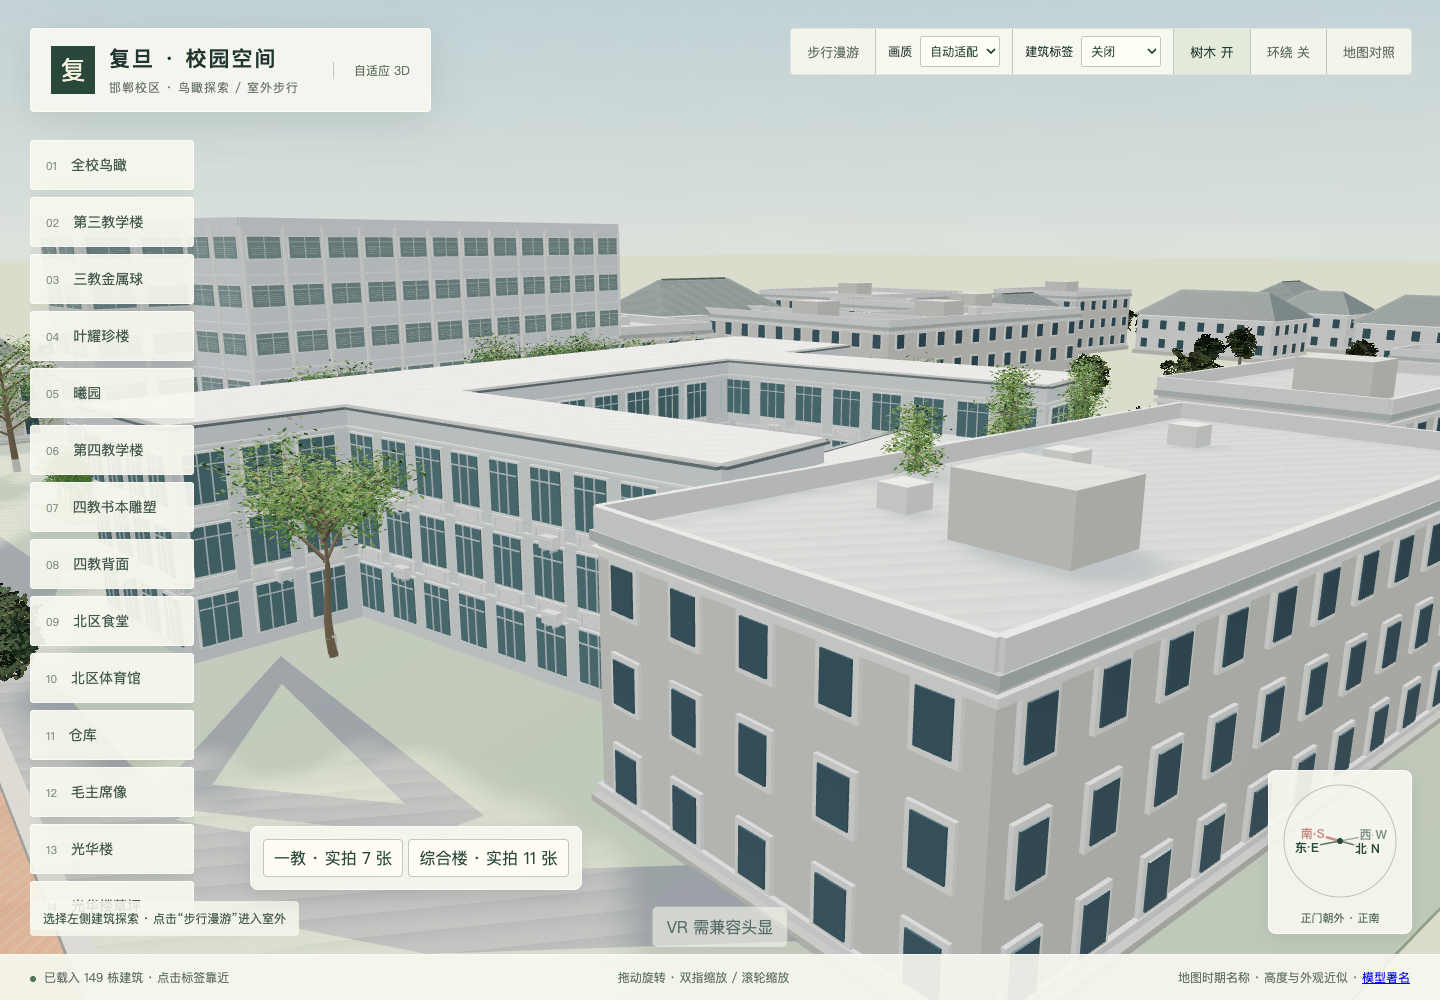 复
复旦 · 校园空间
邯郸校区 · 鸟瞰探索 / 室外步行
自适应 3D
步行漫游
画质
自动适配
建筑标签
关闭
树木 开
环绕 关
地图对照
01 全校鸟瞰
02 第三教学楼
03 三教金属球
04 叶耀珍楼
05 曦园
06 第四教学楼
07 四教书本雕塑
08 四教背面
09 北区食堂
10 北区体育馆
11 仓库
12 毛主席像
13 光华楼
14 光华楼草坪
选择左侧建筑探索 · 点击“步行漫游”进入室外
一教 · 实拍 7 张
综合楼 · 实拍 11 张
VR 需兼容头显
南·S
西·W
东·E
北 N
正门朝外 · 正南
已载入 149 栋建筑 · 点击标签靠近
拖动旋转 · 双指缩放 / 滚轮缩放
地图时期名称 · 高度与外观近似 · 模型署名